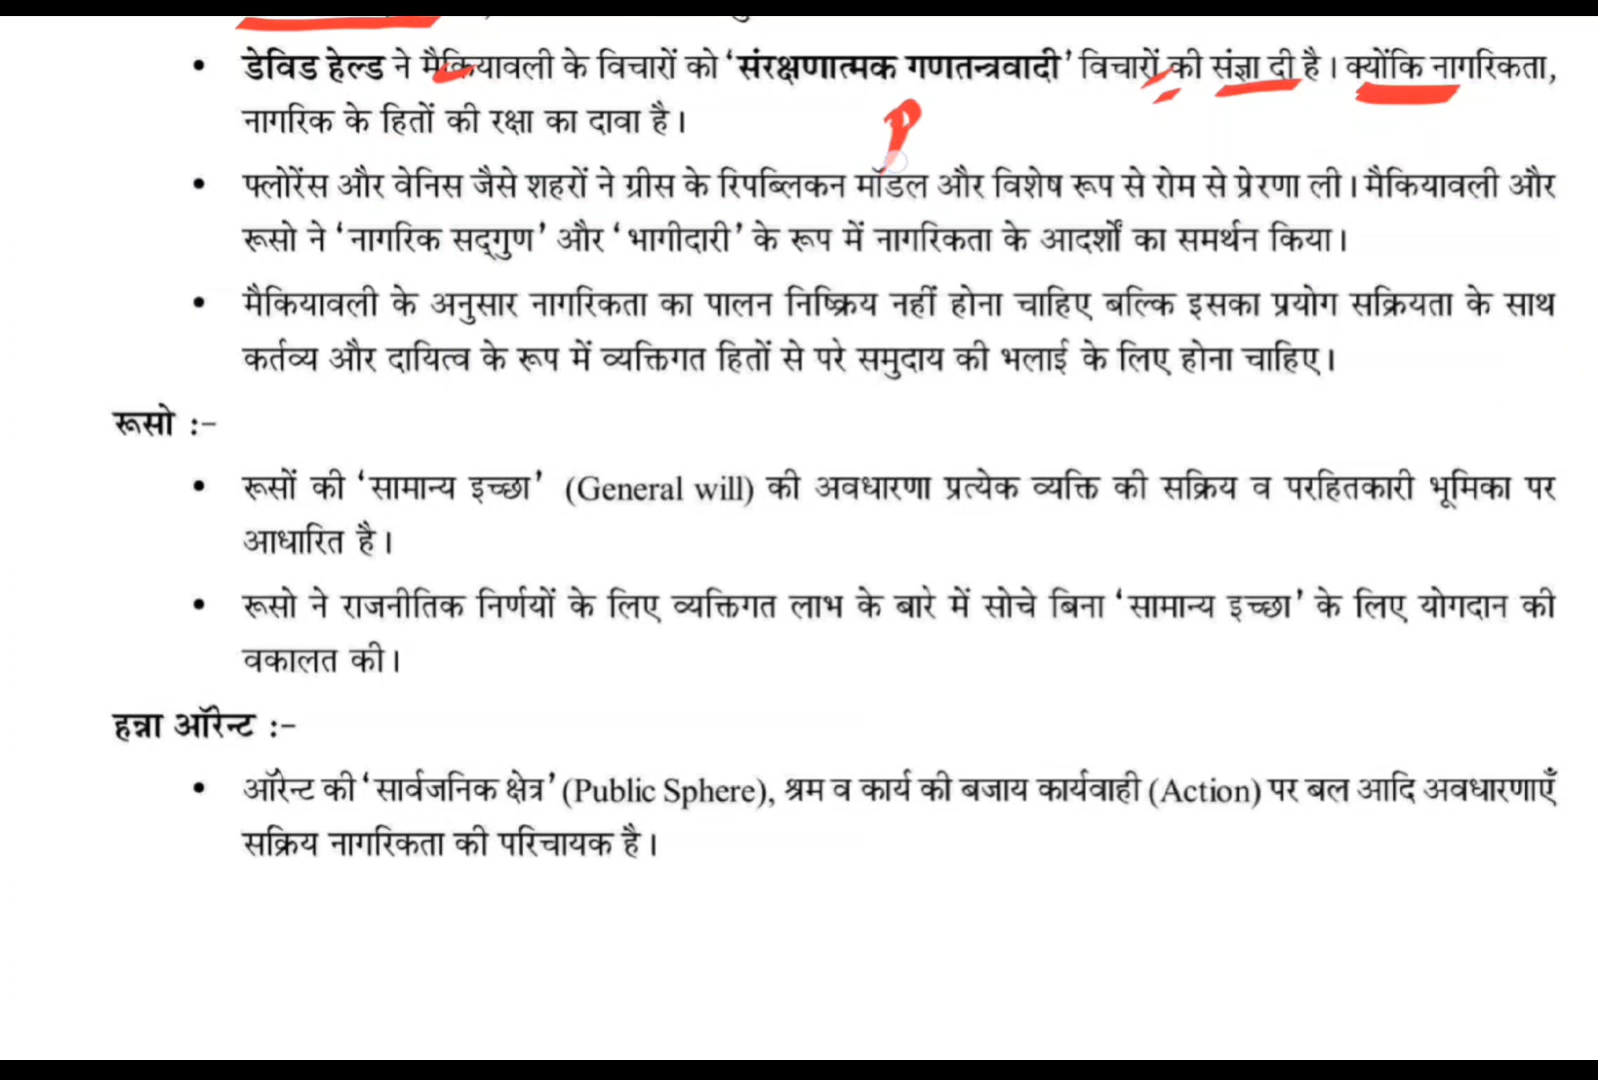 • डेविड हेल्ड ने मैकियावली के विचारों को ‘संरक्षणात्मक गणतन्त्रवादी’ विचारों की संज्ञा दी है। क्योंकि नागरिकता,
नागरिक के हितों की रक्षा का दावा है।
• फ्लोरेंस और वेनिस जैसे शहरों ने ग्रीस के रिपब्लिकन मॉडल और विशेष रूप से रोम से प्रेरणा ली। मैकियावली और
रूसो ने ‘नागरिक सद्‌गुण’ और ‘भागीदारी’ के रूप में नागरिकता के आदर्शों का समर्थन किया।
• मैकियावली के अनुसार नागरिकता का पालन निष्क्रिय नहीं होना चाहिए बल्कि इसका प्रयोग सक्रियता के साथ
कर्तव्य और दायित्व के रूप में व्यक्तिगत हितों से परे समुदाय की भलाई के लिए होना चाहिए।
रूसो :-
• रूसों की ‘सामान्य इच्छा’ (General will) की अवधारणा प्रत्येक व्यक्ति की सक्रिय व परहितकारी भूमिका पर
आधारित है।
• रूसो ने राजनीतिक निर्णयों के लिए व्यक्तिगत लाभ के बारे में सोचे बिना ‘सामान्य इच्छा’ के लिए योगदान की
वकालत की।
हन्ना ऑरेन्ट :-
• ऑरेन्ट की ‘सार्वजनिक क्षेत्र’ (Public Sphere), श्रम व कार्य की बजाय कार्यवाही (Action) पर बल आदि अवधारणाएँ
सक्रिय नागरिकता की परिचायक है।